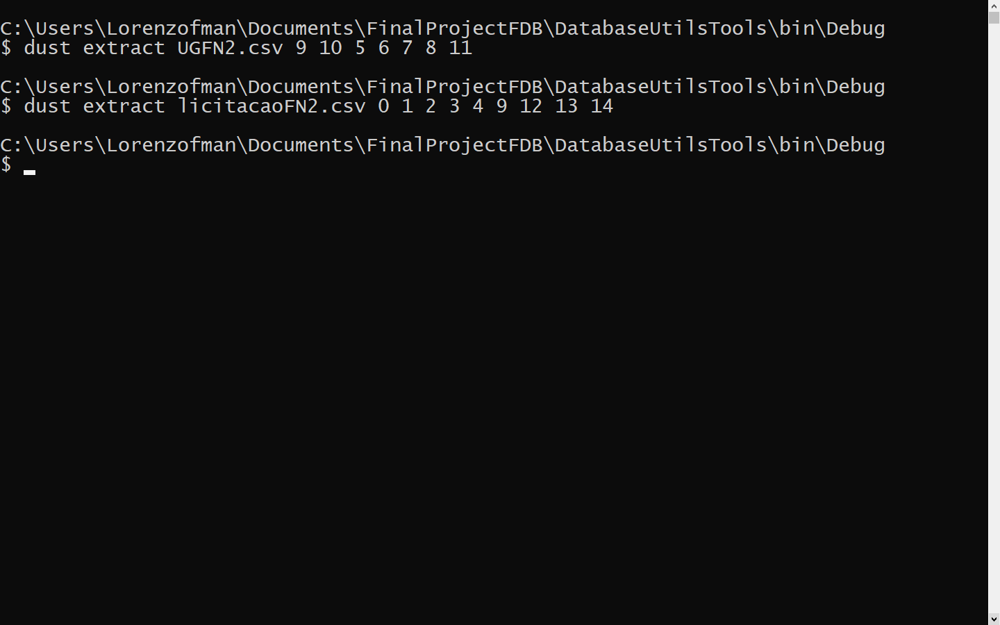 C:\Users\Lorenzofman\Documents\FinalProjectFDB\DatabaseUtilsTools\bin\Debug
$ dust extract UGFN2.csv 9 10 5 6 7 8 11
C:\Users\Lorenzofman\Documents\FinalProjectFDB\DatabaseUtilsTools\bin\Debug
$ dust extract licitacaoFN2.csv 0 1 2 3 4 9 12 13 14
C:\Users\Lorenzofman\Documents\FinalProjectFDB\DatabaseUtilsTools\bin\Debug
$